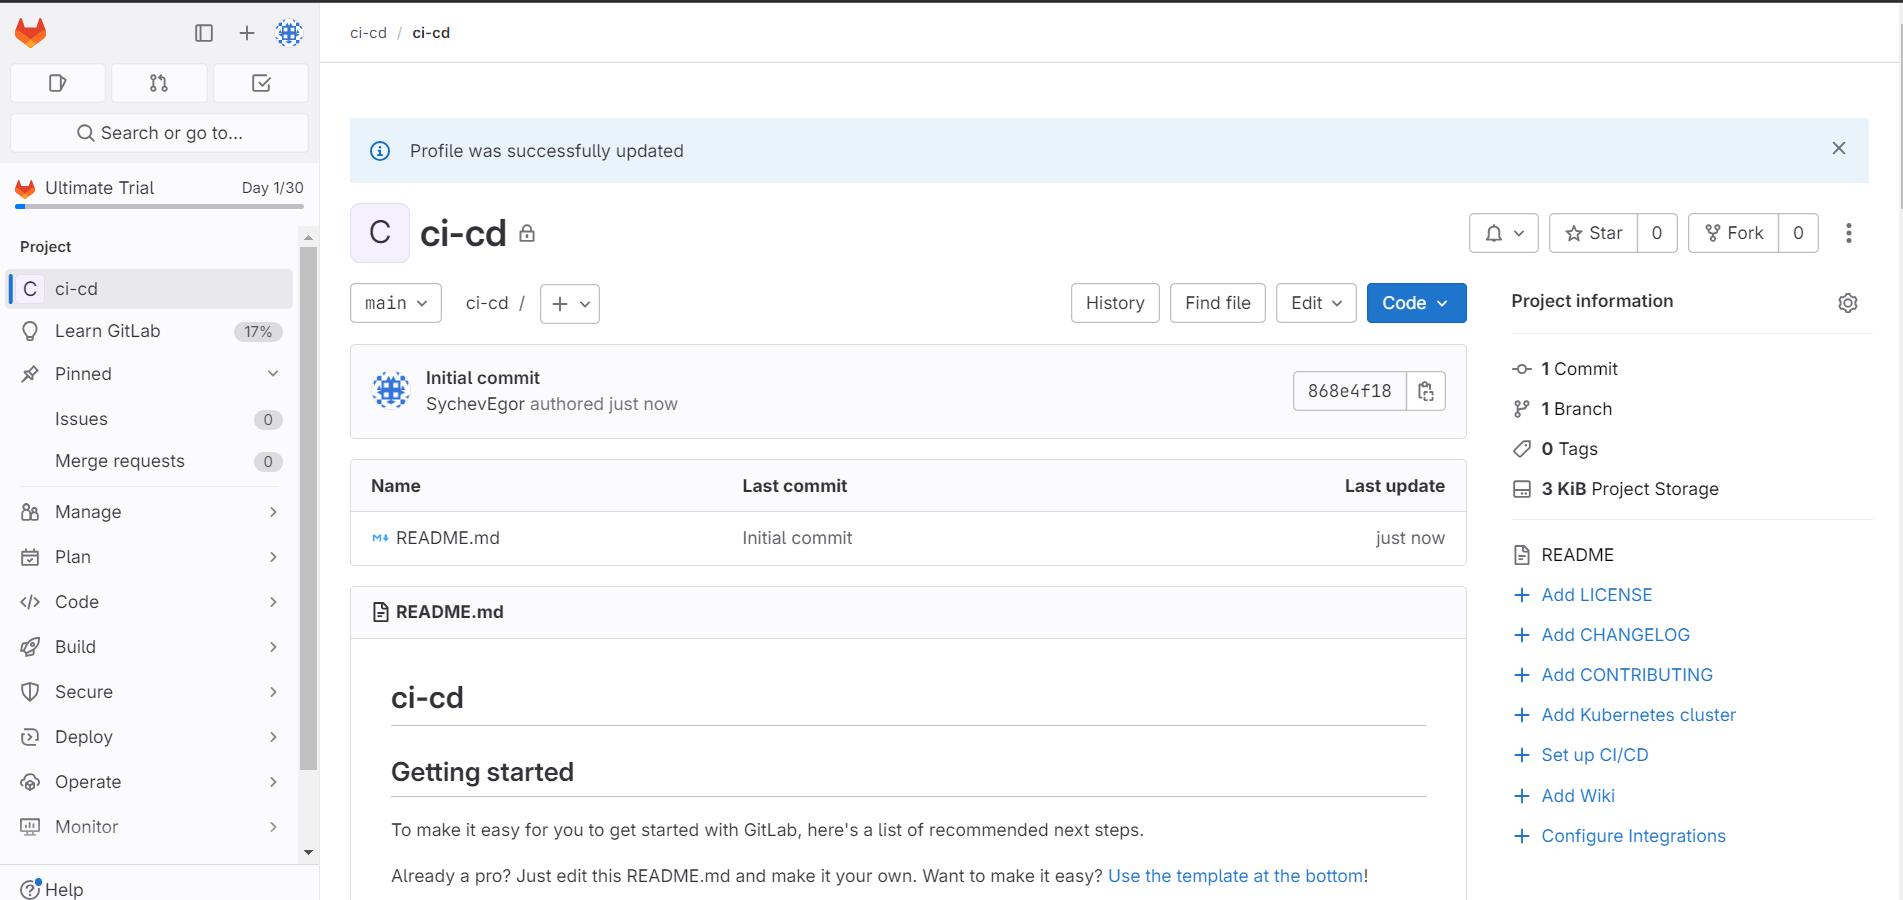 ci-cd / ci-cd
Search or go to...
Ultimate Trial Day 1/30
Project
C ci-cd
Learn GitLab 17%
Pinned
Issues 0
Merge requests 0
Manage
Plan
Code
Build
Secure
Deploy
Operate
Monitor
Help
Profile was successfully updated
C ci-cd
Star 0 Fork 0
main ci-cd / History Find file Edit Code
Initial commit
SychevEgor authored just now
868e4f18
Name Last commit Last update
README.md Initial commit just now
README.md
ci-cd
Getting started
To make it easy for you to get started with GitLab, here's a list of recommended next steps.
Already a pro? Just edit this README.md and make it your own. Want to make it easy? Use the template at the bottom!
Project information
1 Commit
1 Branch
0 Tags
3 KiB Project Storage
README
Add LICENSE
Add CHANGELOG
Add CONTRIBUTING
Add Kubernetes cluster
Set up CI/CD
Add Wiki
Configure Integrations